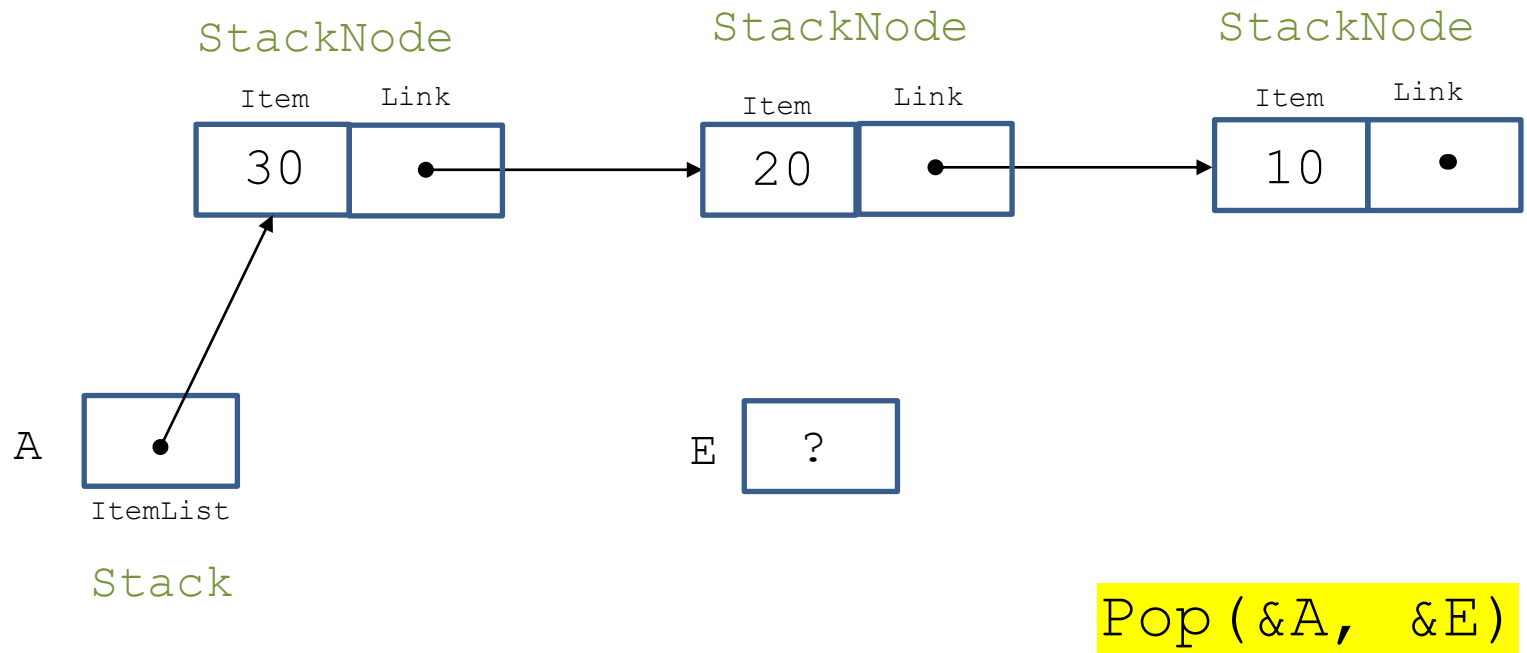 StackNode StackNode StackNode
Item Link Item Link Item Link
30 20 10
A E ?
ItemList
Stack
Pop(&A, &E)